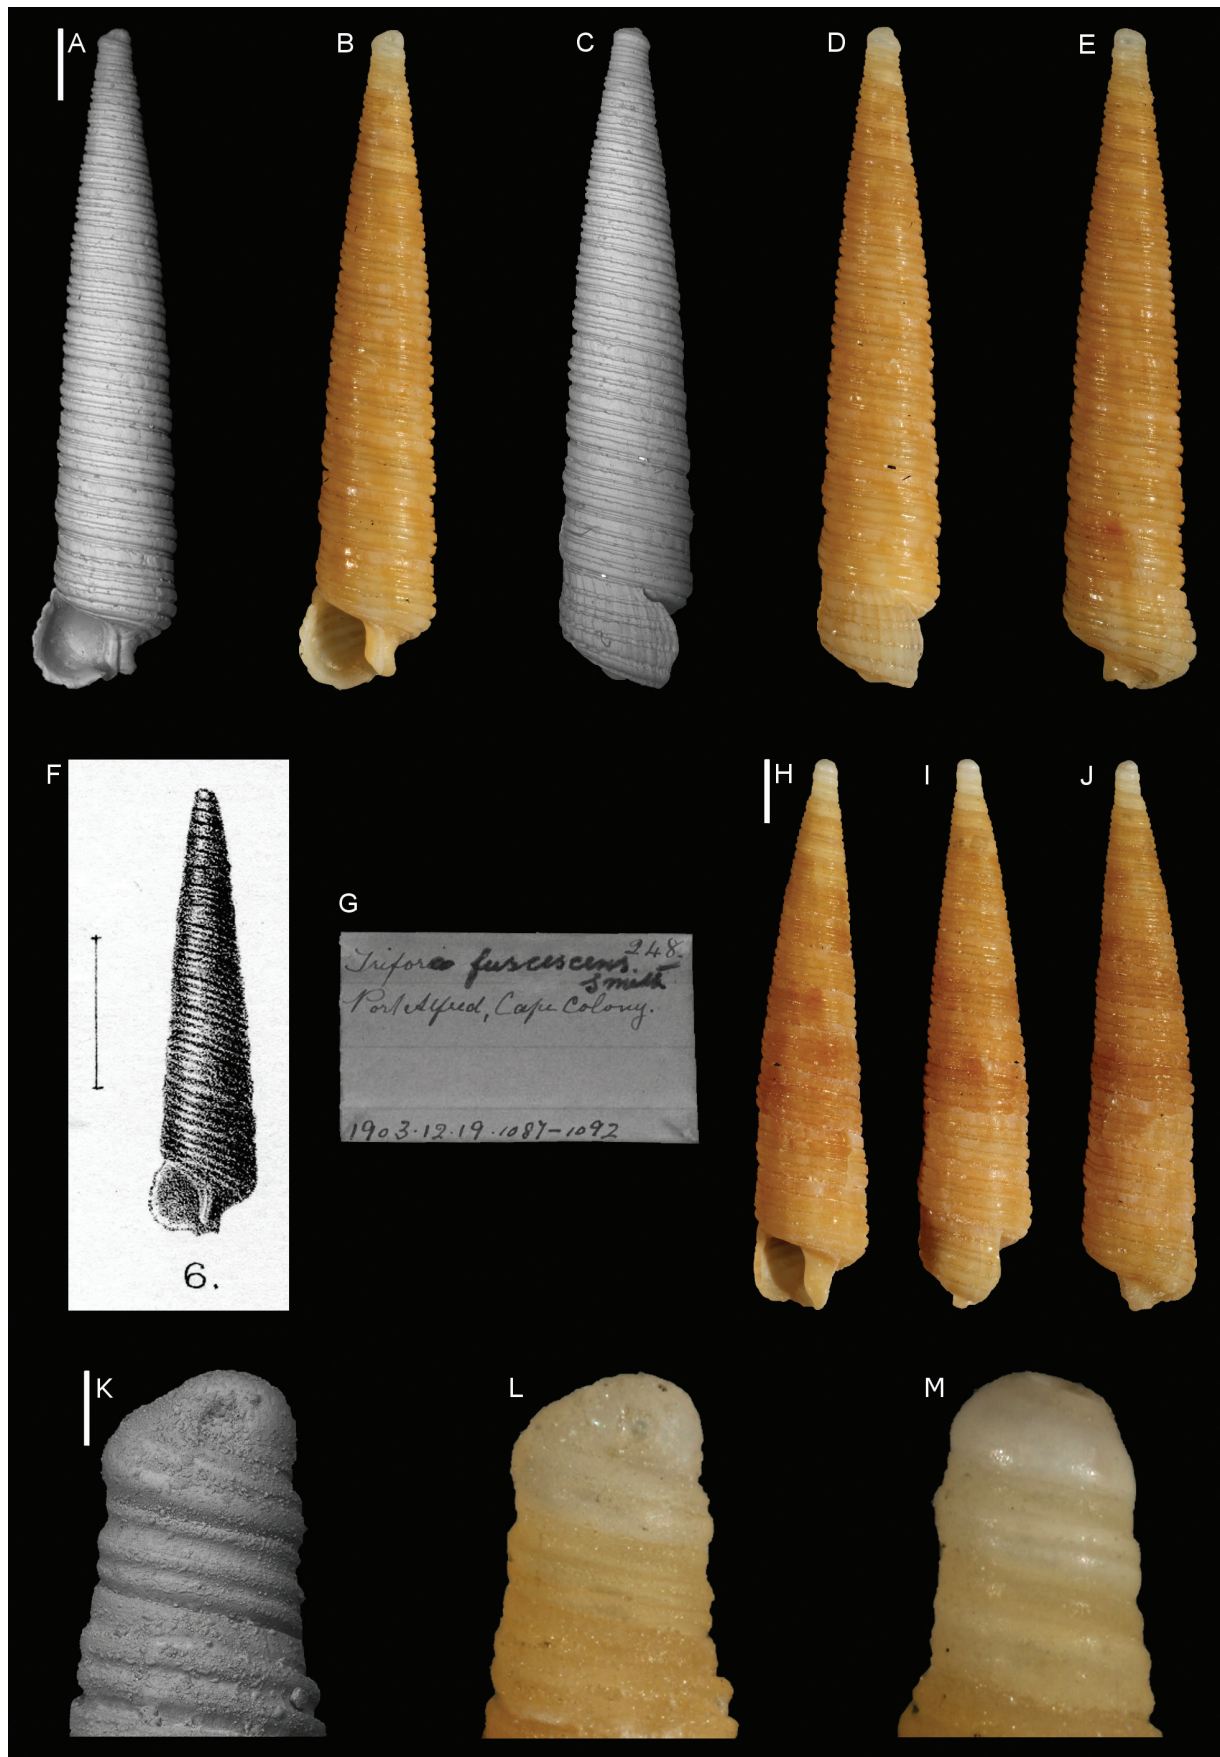 A
B
C
D
E
F
6.
G
248.
Triforis fuscescens
Smith
Port Alfred, Cape Colony.
1903.12.19.1087-1092
H
I
J
K
L
M